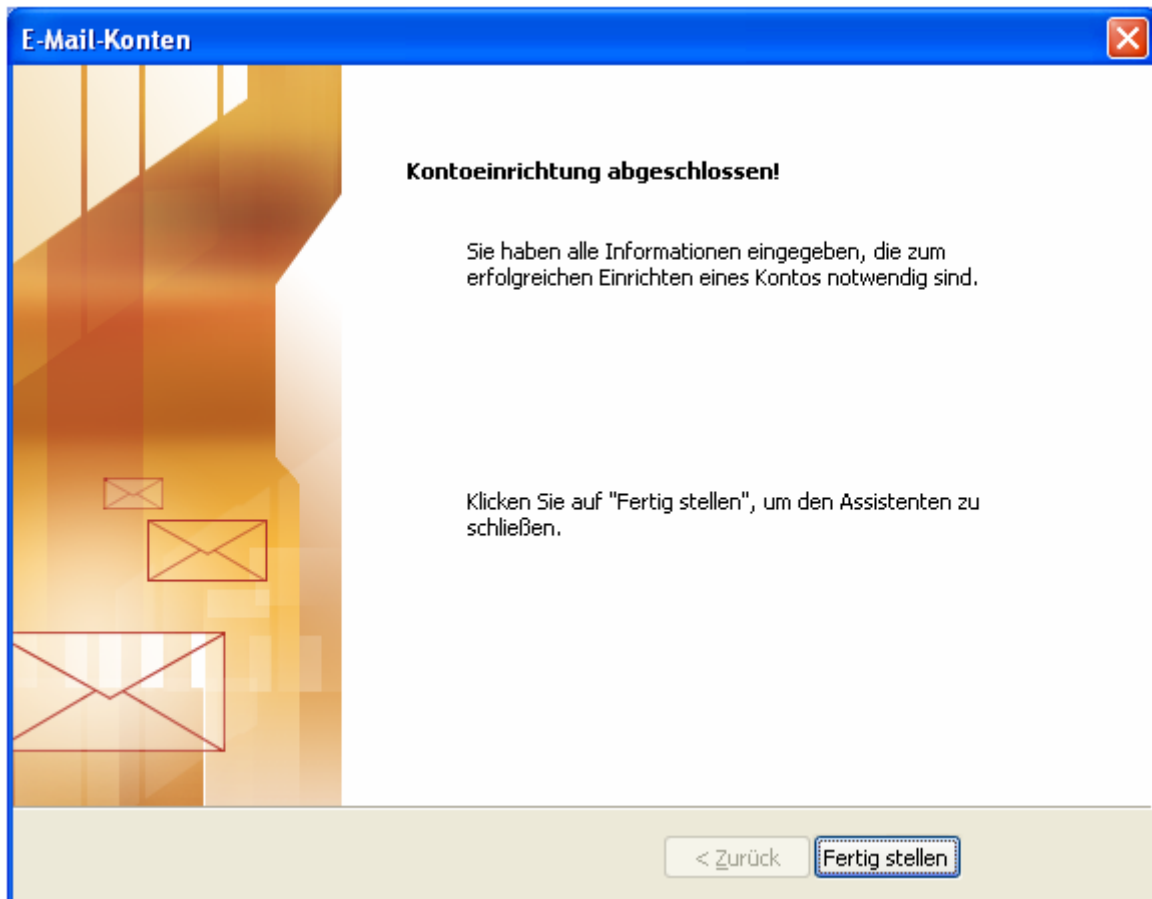 E-Mail-Konten
Kontoeinrichtung abgeschlossen!
Sie haben alle Informationen eingegeben, die zum
erfolgreichen Einrichten eines Kontos notwendig sind.
Klicken Sie auf "Fertig stellen", um den Assistenten zu
schließen.
< Zurück
Fertig stellen